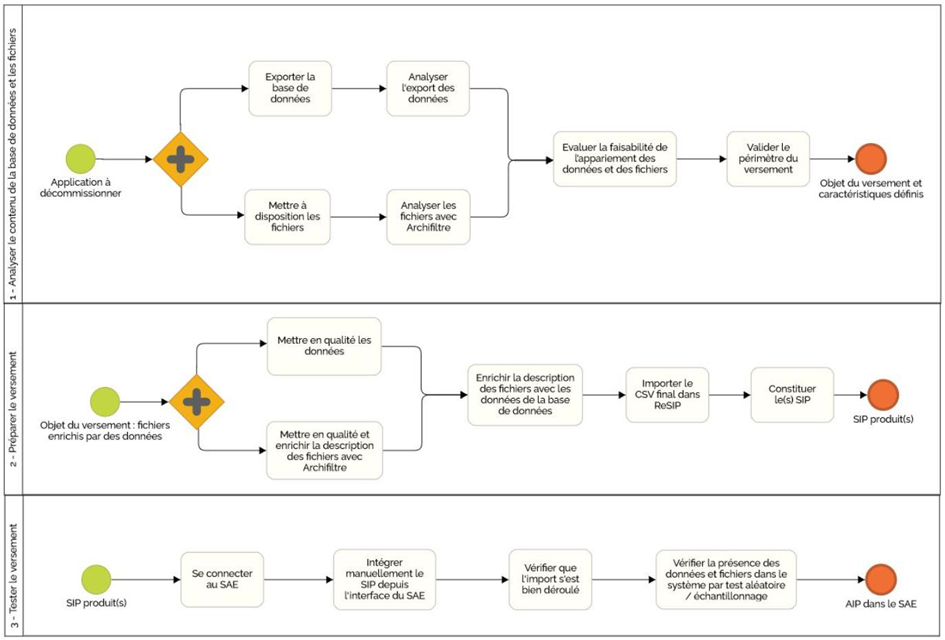 1 - Analyser le contenu de la base de données et les fichiers
Application à
décommissionner
Exporter la
base de
données
Analyser
l'export des
données
Mettre à
disposition les
fichiers
Analyser les
fichiers avec
Archifiltre
Evaluer la faisabilité de
l'appariement des
données et des fichiers
Valider le
périmètre du
versement
Objet du versement et
caractéristiques définis
2 - Préparer le versement
Objet du versement : fichiers
enrichis par des données
Mettre en qualité les
données
Mettre en qualité et
enrichir la description
des fichiers avec
Archifiltre
Enrichir la description
des fichiers avec les
données de la base
de données
Importer le
CSV final dans
ReSIP
Constituer
le(s) SIP
SIP produit(s)
3 - Tester le versement
SIP produit(s)
Se connecter
au SAE
Intégrer
manuellement le
SIP depuis
l'interface du SAE
Vérifier que
l'import s'est
bien déroulé
Vérifier la présence des
données et fichiers dans le
système par test aléatoire
/ échantillonnage
AIP dans le SAE